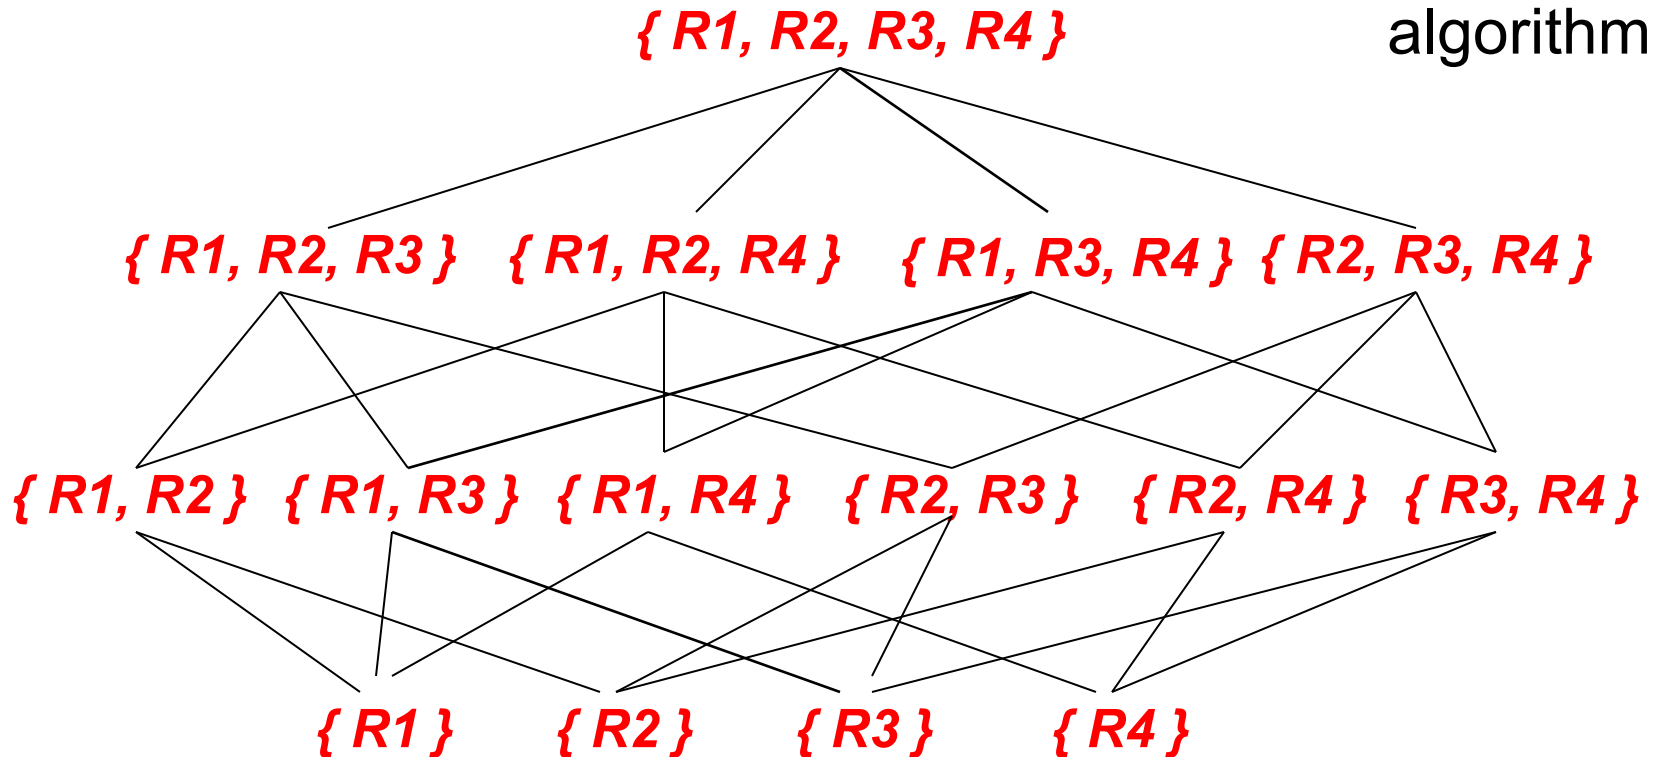 { R1, R2, R3, R4 } algorithm
{ R1, R2, R3 } { R1, R2, R4 } { R1, R3, R4 } { R2, R3, R4 }
{ R1, R2 } { R1, R3 } { R1, R4 } { R2, R3 } { R2, R4 } { R3, R4 }
{ R1 } { R2 } { R3 } { R4 }